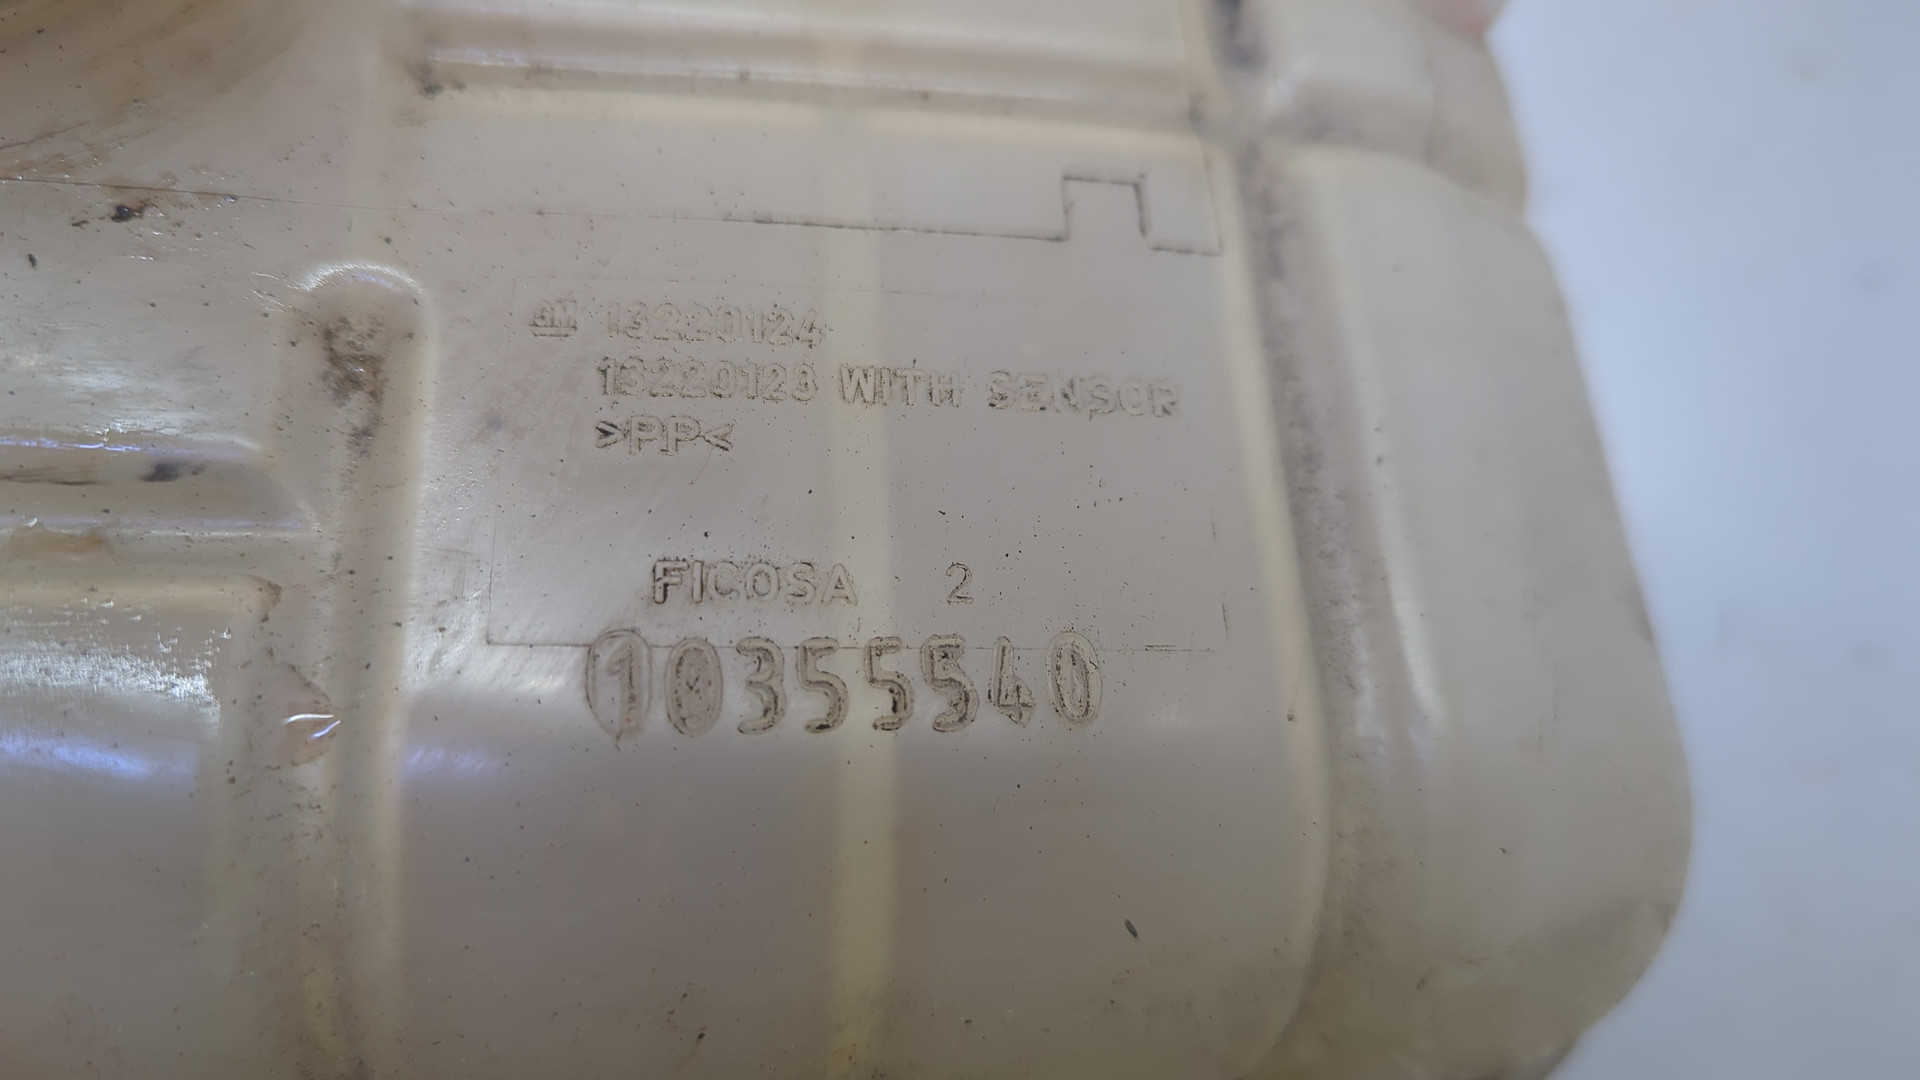 GM 13220124
13220123 WITH SENSOR
>PP<
FICOSA 2
10355540